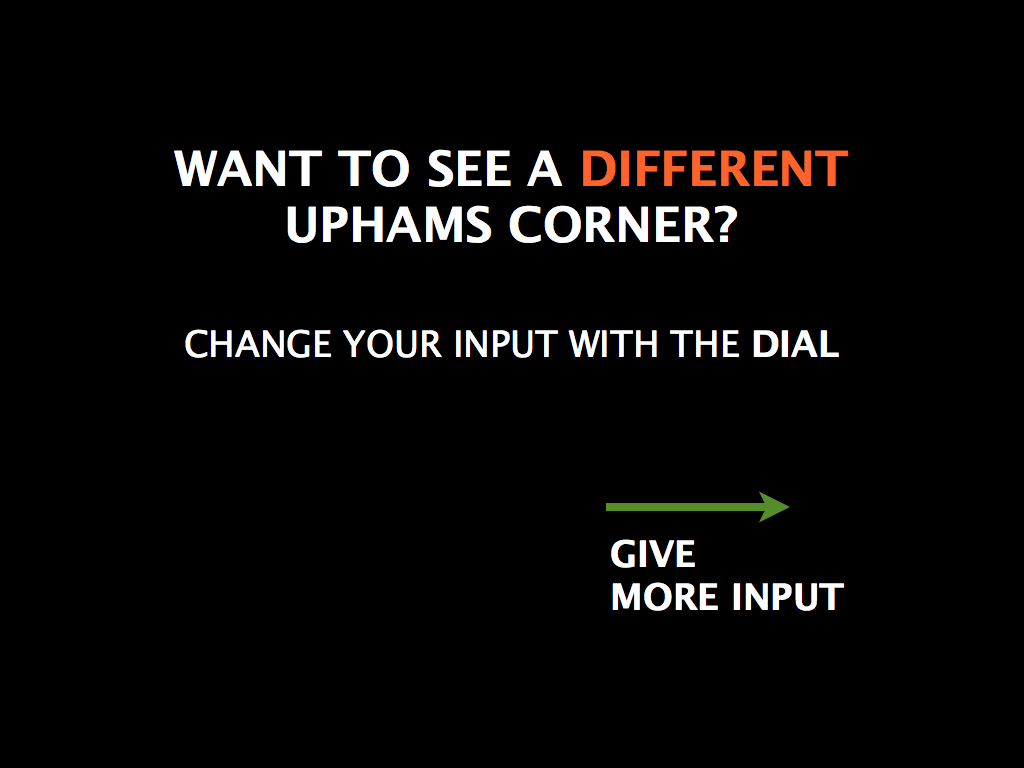 WANT TO SEE A DIFFERENT
UPHAMS CORNER?
CHANGE YOUR INPUT WITH THE DIAL
GIVE
MORE INPUT